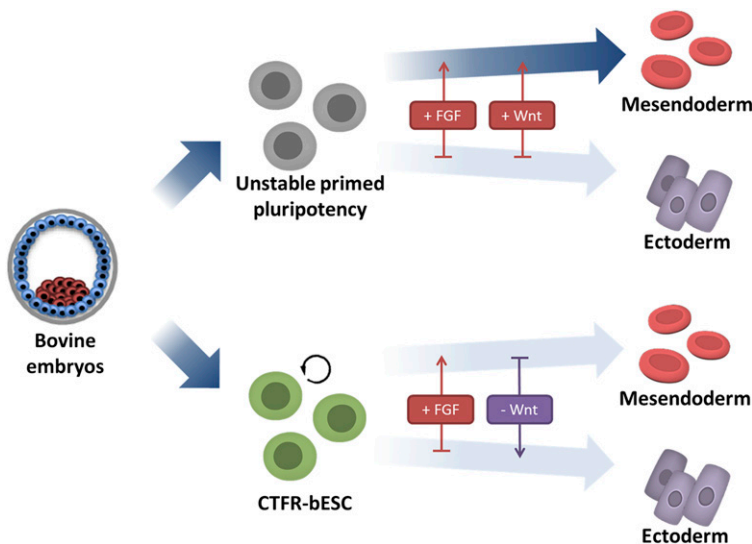 Mesendoderm
+ FGF
+ Wnt
Unstable primed
pluripotency
Ectoderm
Bovine
embryos
Mesendoderm
+ FGF
- Wnt
CTFR-bESC
Ectoderm